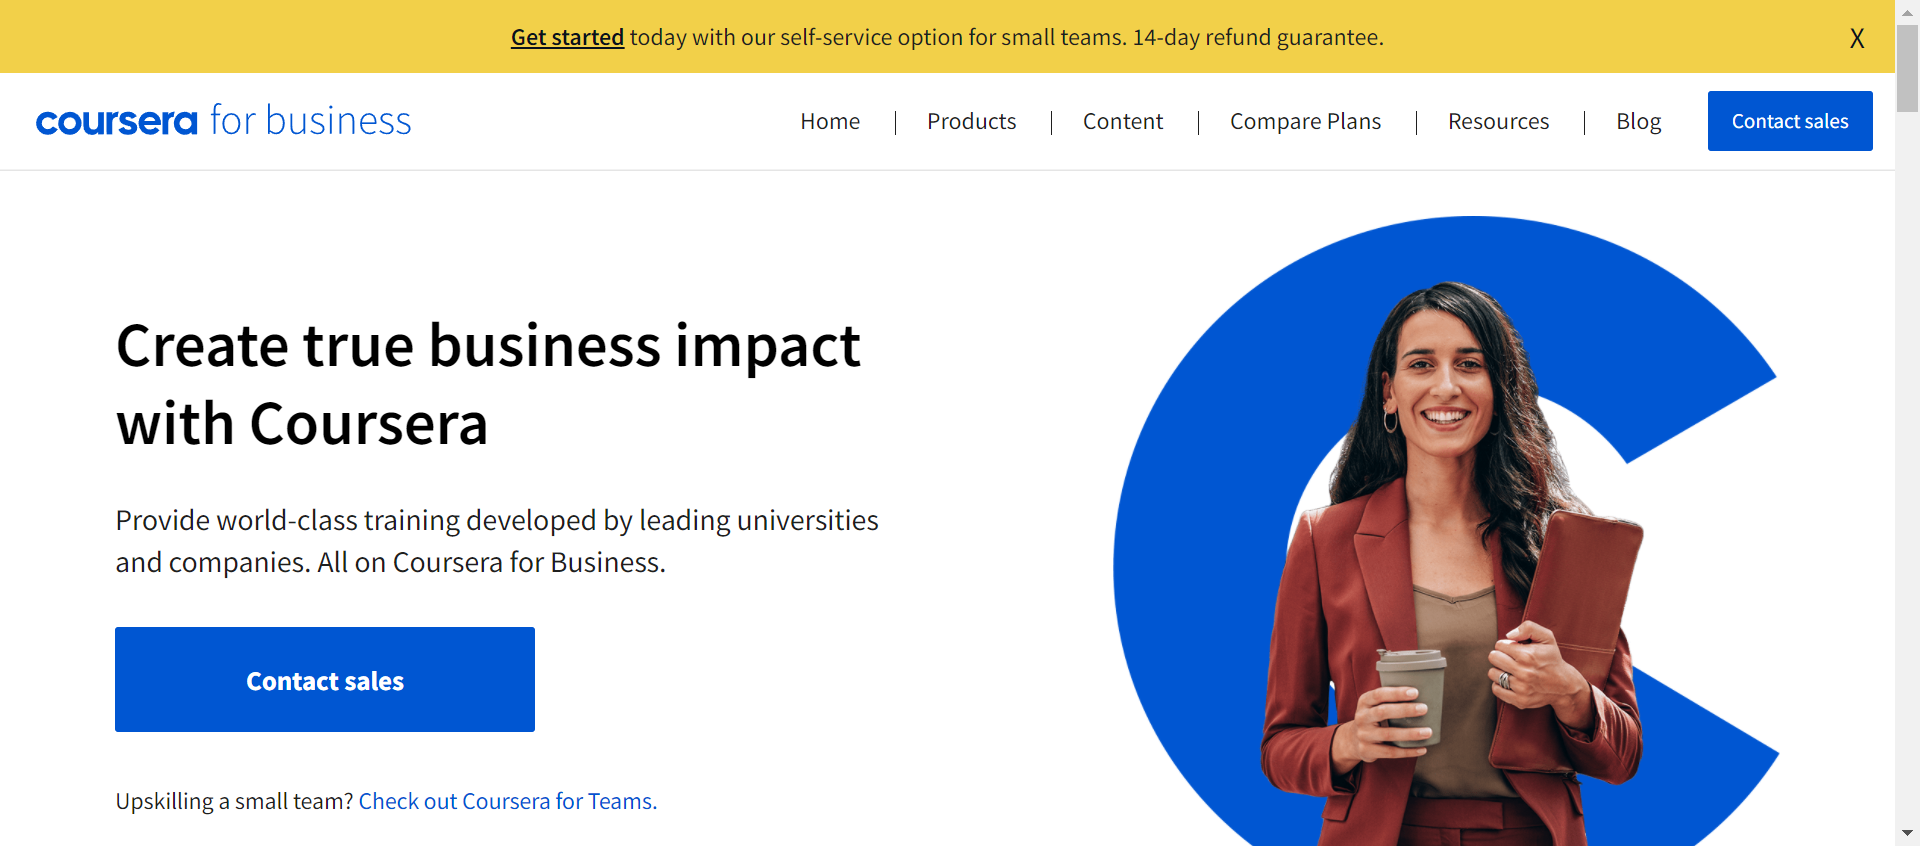 Get started today with our self-service option for small teams. 14-day refund guarantee.
X
coursera for business
Home | Products | Content | Compare Plans | Resources | Blog
Contact sales
Create true business impact
with Coursera
Provide world-class training developed by leading universities
and companies. All on Coursera for Business.
Contact sales
Upskilling a small team? Check out Coursera for Teams.